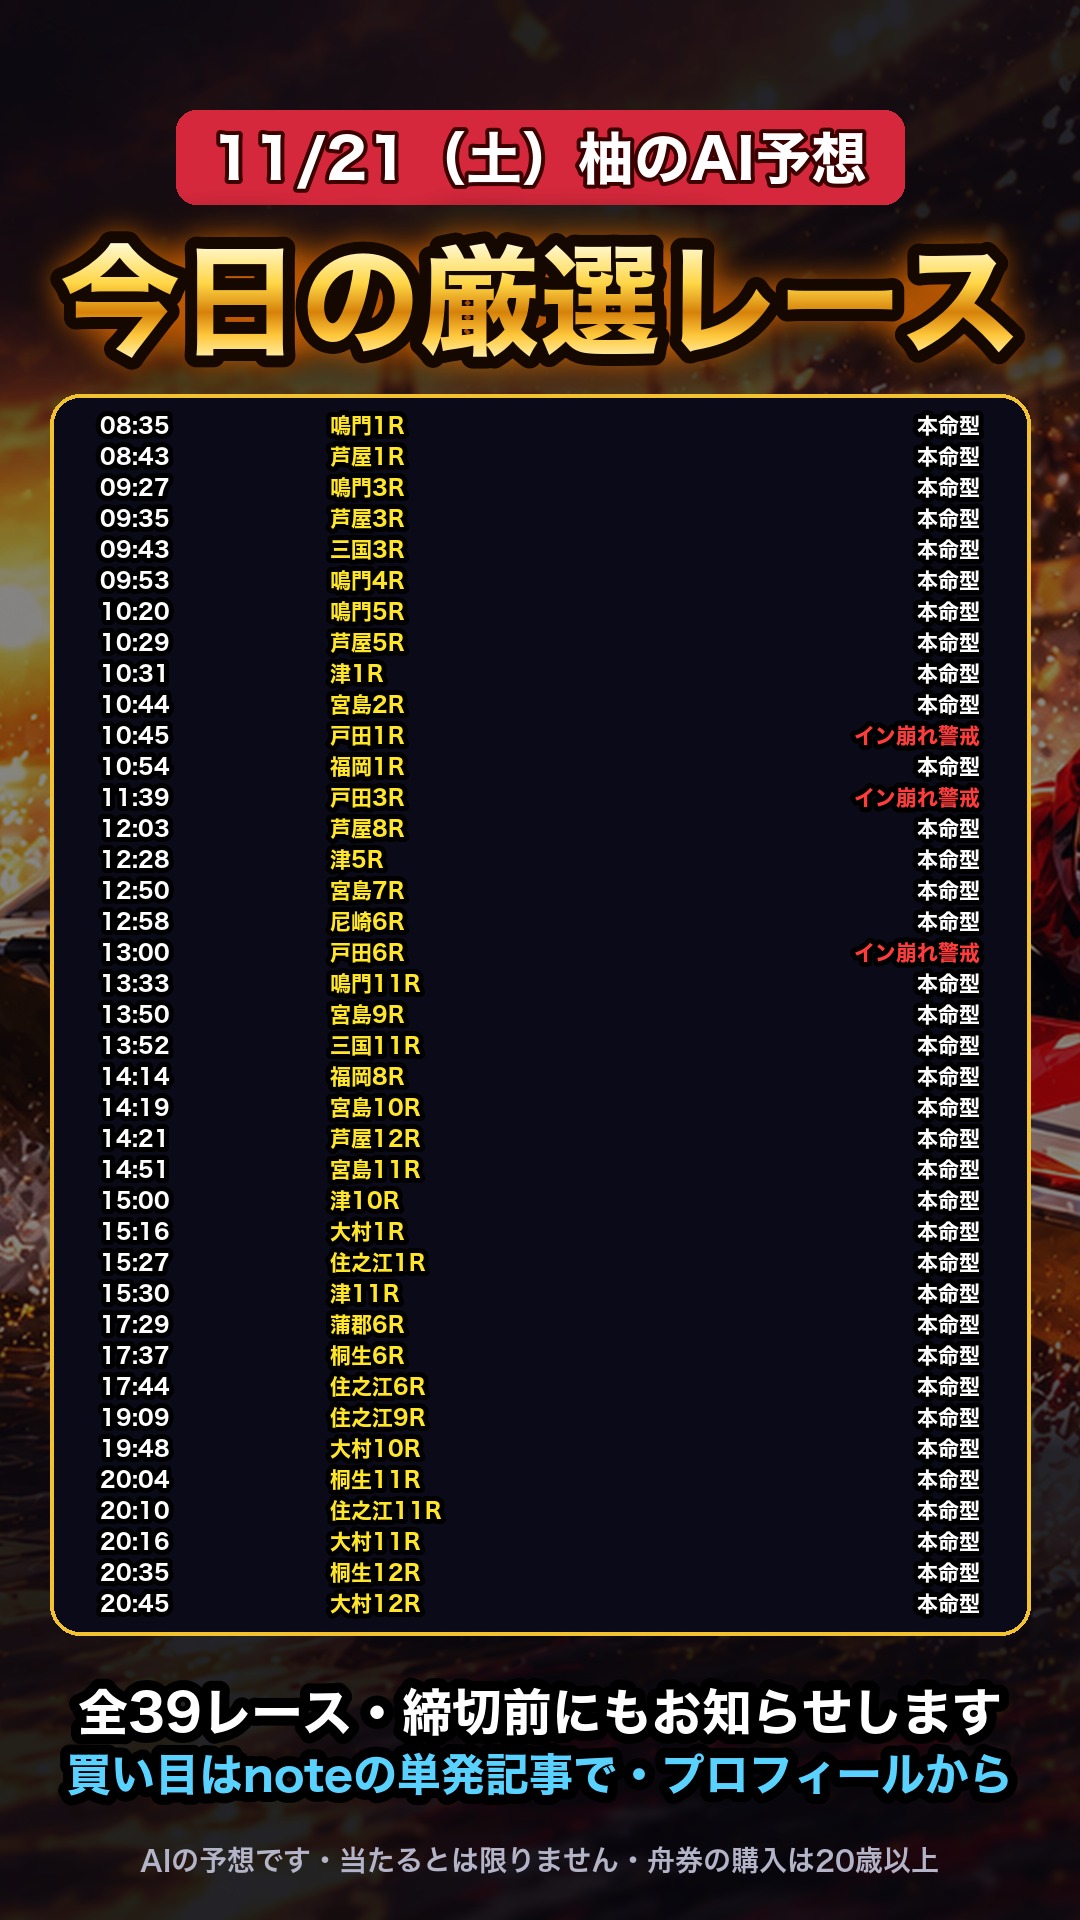 11/21（土）柚のAI予想
今日の厳選レース
08:35 鳴門1R 本命型
08:43 芦屋1R 本命型
09:27 鳴門3R 本命型
09:35 芦屋3R 本命型
09:43 三国3R 本命型
09:53 鳴門4R 本命型
10:20 鳴門5R 本命型
10:29 芦屋5R 本命型
10:31 津1R 本命型
10:44 宮島2R 本命型
10:45 戸田1R イン崩れ警戒
10:54 福岡1R 本命型
11:39 戸田3R イン崩れ警戒
12:03 芦屋8R 本命型
12:28 津5R 本命型
12:50 宮島7R 本命型
12:58 尼崎6R 本命型
13:00 戸田6R イン崩れ警戒
13:33 鳴門11R 本命型
13:50 宮島9R 本命型
13:52 三国11R 本命型
14:14 福岡8R 本命型
14:19 宮島10R 本命型
14:21 芦屋12R 本命型
14:51 宮島11R 本命型
15:00 津10R 本命型
15:16 大村1R 本命型
15:27 住之江1R 本命型
15:30 津11R 本命型
17:29 蒲郡6R 本命型
17:37 桐生6R 本命型
17:44 住之江6R 本命型
19:09 住之江9R 本命型
19:48 大村10R 本命型
20:04 桐生11R 本命型
20:10 住之江11R 本命型
20:16 大村11R 本命型
20:35 桐生12R 本命型
20:45 大村12R 本命型
全39レース・締切前にもお知らせします
買い目はnoteの単発記事で・プロフィールから
AIの予想です・当たるとは限りません・舟券の購入は20歳以上